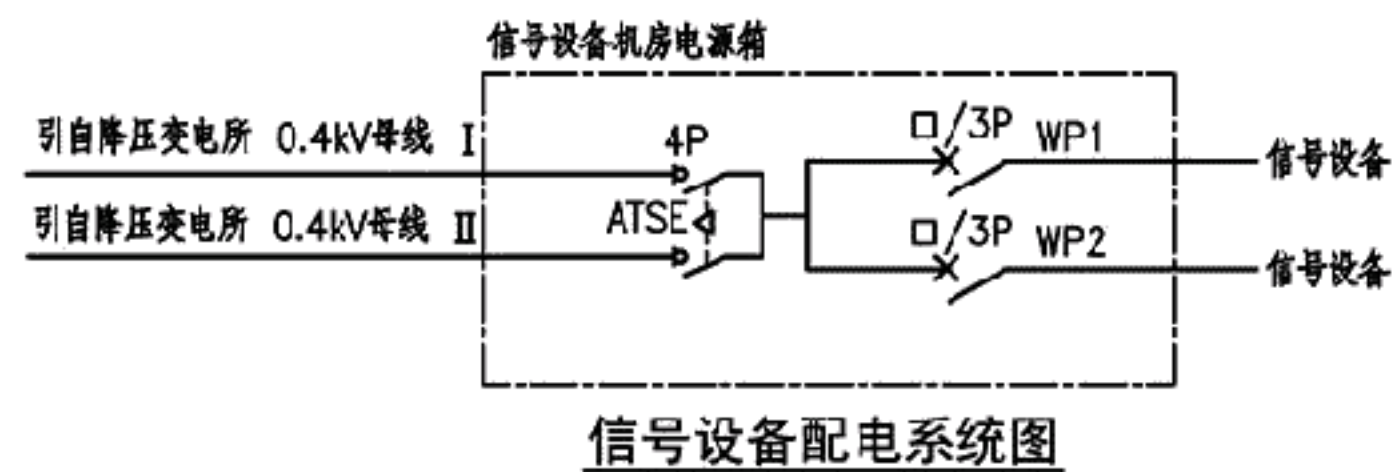 信号设备机房电源箱
引自降压变电所 0.4kV母线 I
4P
□/3P WP1
信号设备
引自降压变电所 0.4kV母线 II
ATSE
□/3P WP2
信号设备
信号设备配电系统图